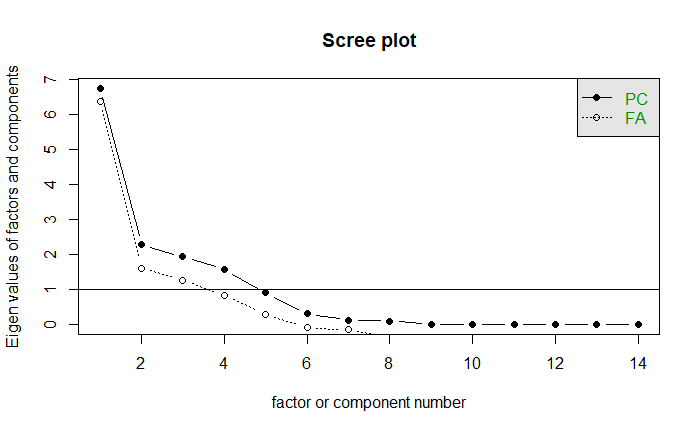 Scree plot
PC
FA
Eigen values of factors and components
7
6
5
4
3
2
1
0
2 4 6 8 10 12 14
factor or component number